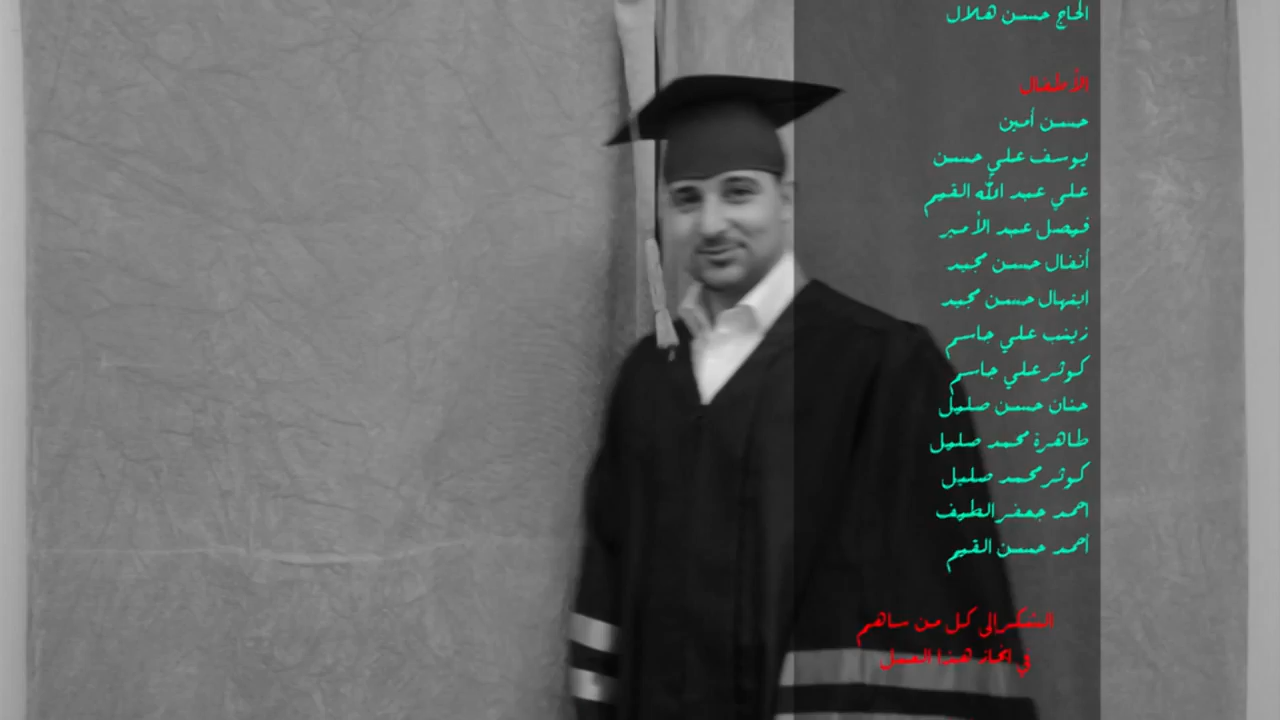 الحاج حسن هلال
الأطفال
حسن أمين
يوسف علي حسن
علي عبد الله القيم
فيصل عبد الأمير
أنفال حسن مجيد
ابتهال حسن مجيد
زينب علي جاسم
كوثر علي جاسم
حنان حسن صليل
طاهرة محمد صليل
كوثر محمد صليل
احمد جعفر الطيف
أحمد حسن القيم
الشكر إلى كل من ساهم
في انجاز هذا العمل